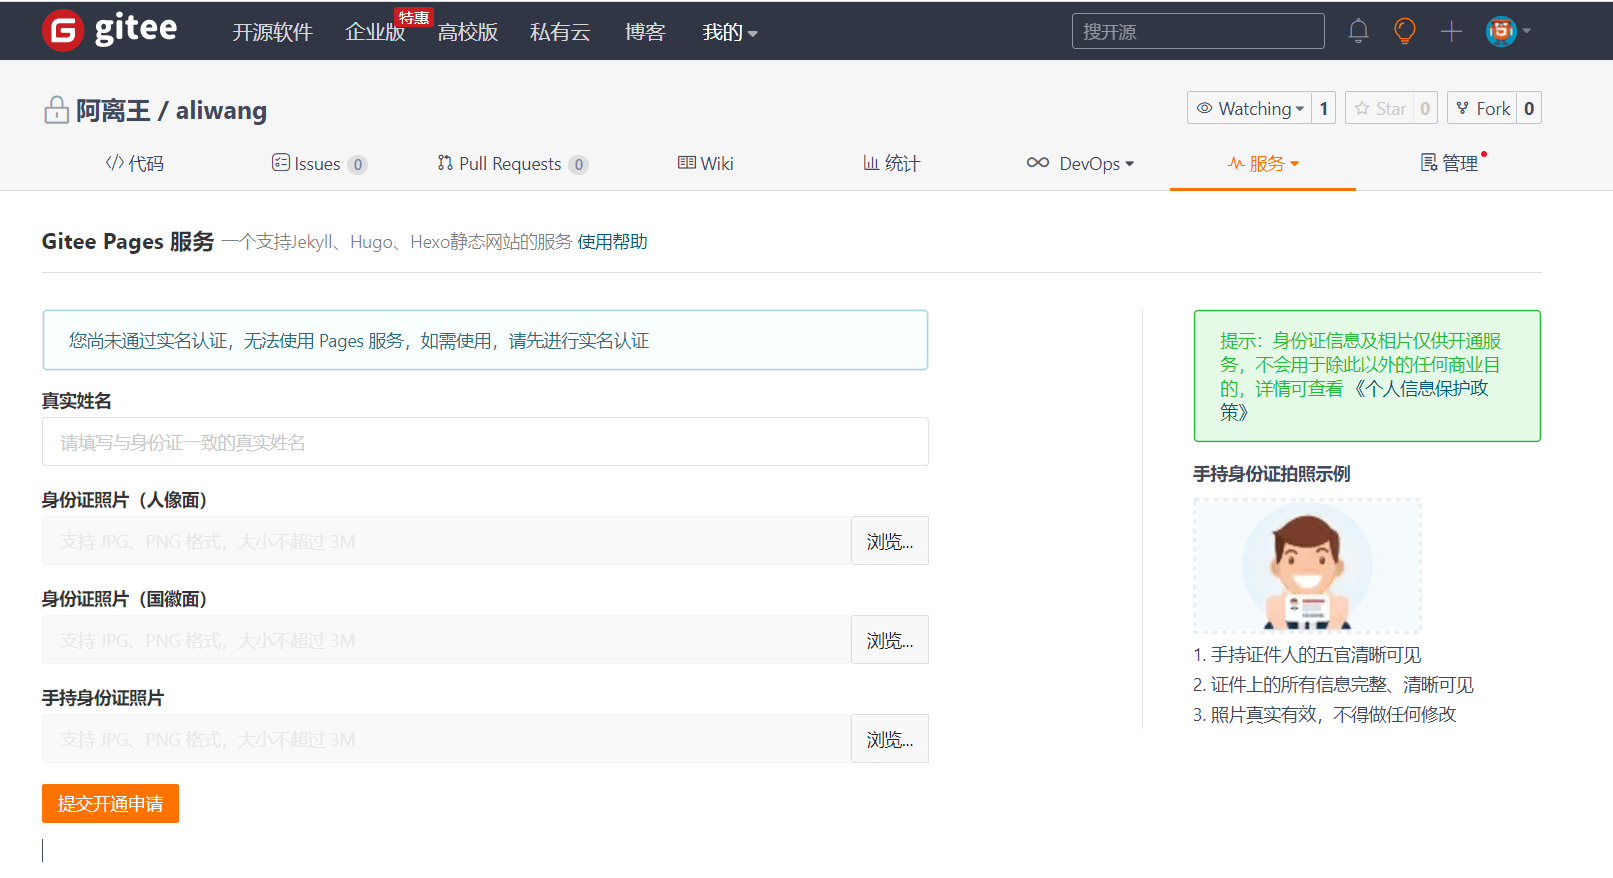 gitee 开源软件 企业版 特惠 高校版 私有云 博客 我的 搜开源
阿离王 / aliwang Watching 1 Star 0 Fork 0
代码 Issues 0 Pull Requests 0 Wiki 统计 DevOps 服务 管理
Gitee Pages 服务 一个支持Jekyll、Hugo、Hexo静态网站的服务 使用帮助
您尚未通过实名认证，无法使用 Pages 服务，如需使用，请先进行实名认证
真实姓名
请填写与身份证一致的真实姓名
身份证照片（人像面）
支持 JPG、PNG 格式，大小不超过 3M 浏览...
身份证照片（国徽面）
支持 JPG、PNG 格式，大小不超过 3M 浏览...
手持身份证照片
支持 JPG、PNG 格式，大小不超过 3M 浏览...
提交开通申请
提示：身份证信息及相片仅供开通服
务，不会用于除此以外的任何商业目
的，详情可查看 《个人信息保护政
策》
手持身份证拍照示例
1. 手持证件人的五官清晰可见
2. 证件上的所有信息完整、清晰可见
3. 照片真实有效，不得做任何修改